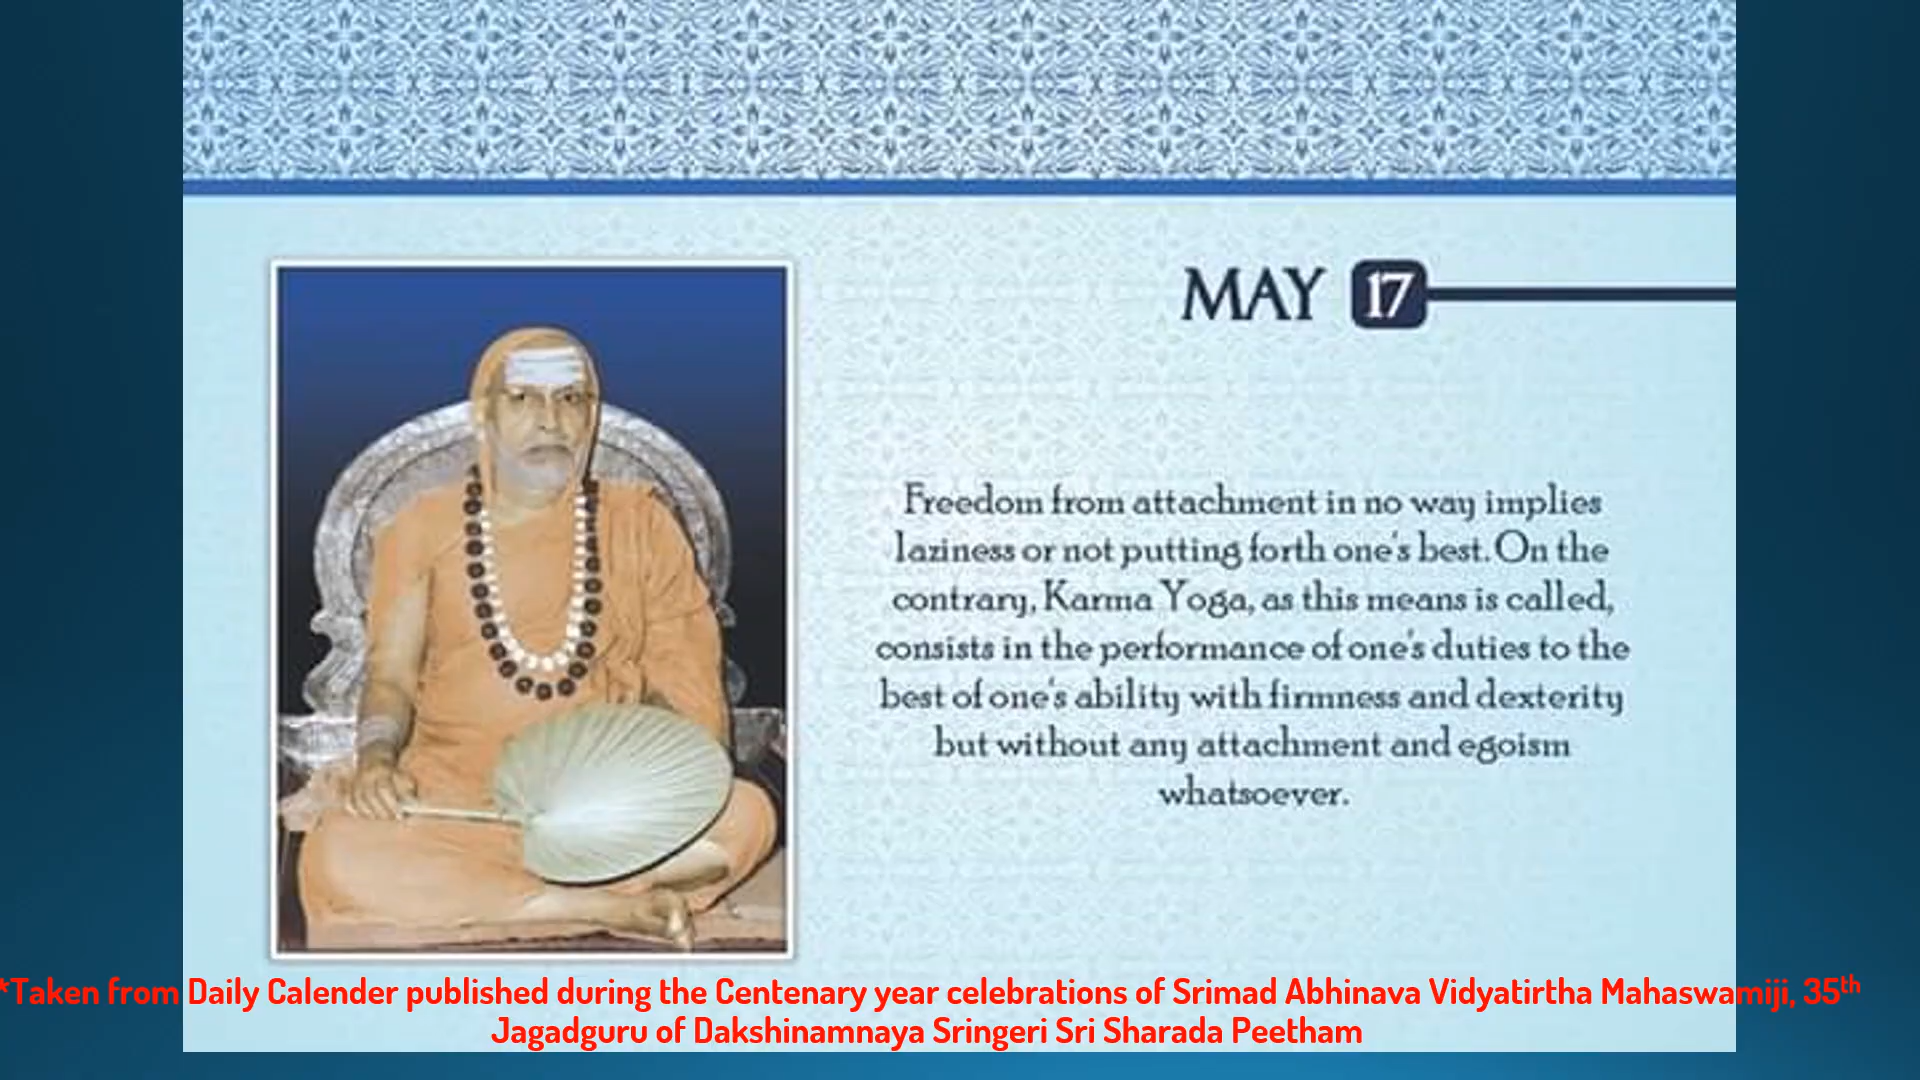 MAY 17
Freedom from attachment in no way implies
laziness or not putting forth one's best. On the
contrary, Karma Yoga, as this means is called,
consists in the performance of one's duties to the
best of one's ability with firmness and dexterity
but without any attachment and egoism
whatsoever.
*Taken from Daily Calender published during the Centenary year celebrations of Srimad Abhinava Vidyatirtha Mahaswamiji, 35th
Jagadguru of Dakshinamnaya Sringeri Sri Sharada Peetham